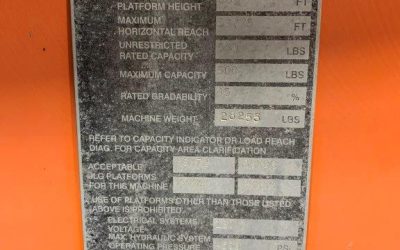 PLATFORM HEIGHT FT
MAXIMUM
HORIZONTAL REACH FT
UNRESTRICTED
RATED CAPACITY LBS
MAXIMUM CAPACITY LBS
RATED GRADABILITY %
MACHINE WEIGHT LBS
REFER TO CAPACITY INDICATOR OR LOAD REACH
DIAG. FOR CAPACITY AREA CLARIFICATION
ACCEPTABLE
JLG PLATFORMS
FOR THIS MACHINE
USE OF PLATFORMS OTHER THAN THOSE LISTED
ABOVE IS PROHIBITED
ELECTRICAL SYSTEMS
VOLTAGE
MAX. HYDRAULIC SYSTEM
OPERATING PRESSURE